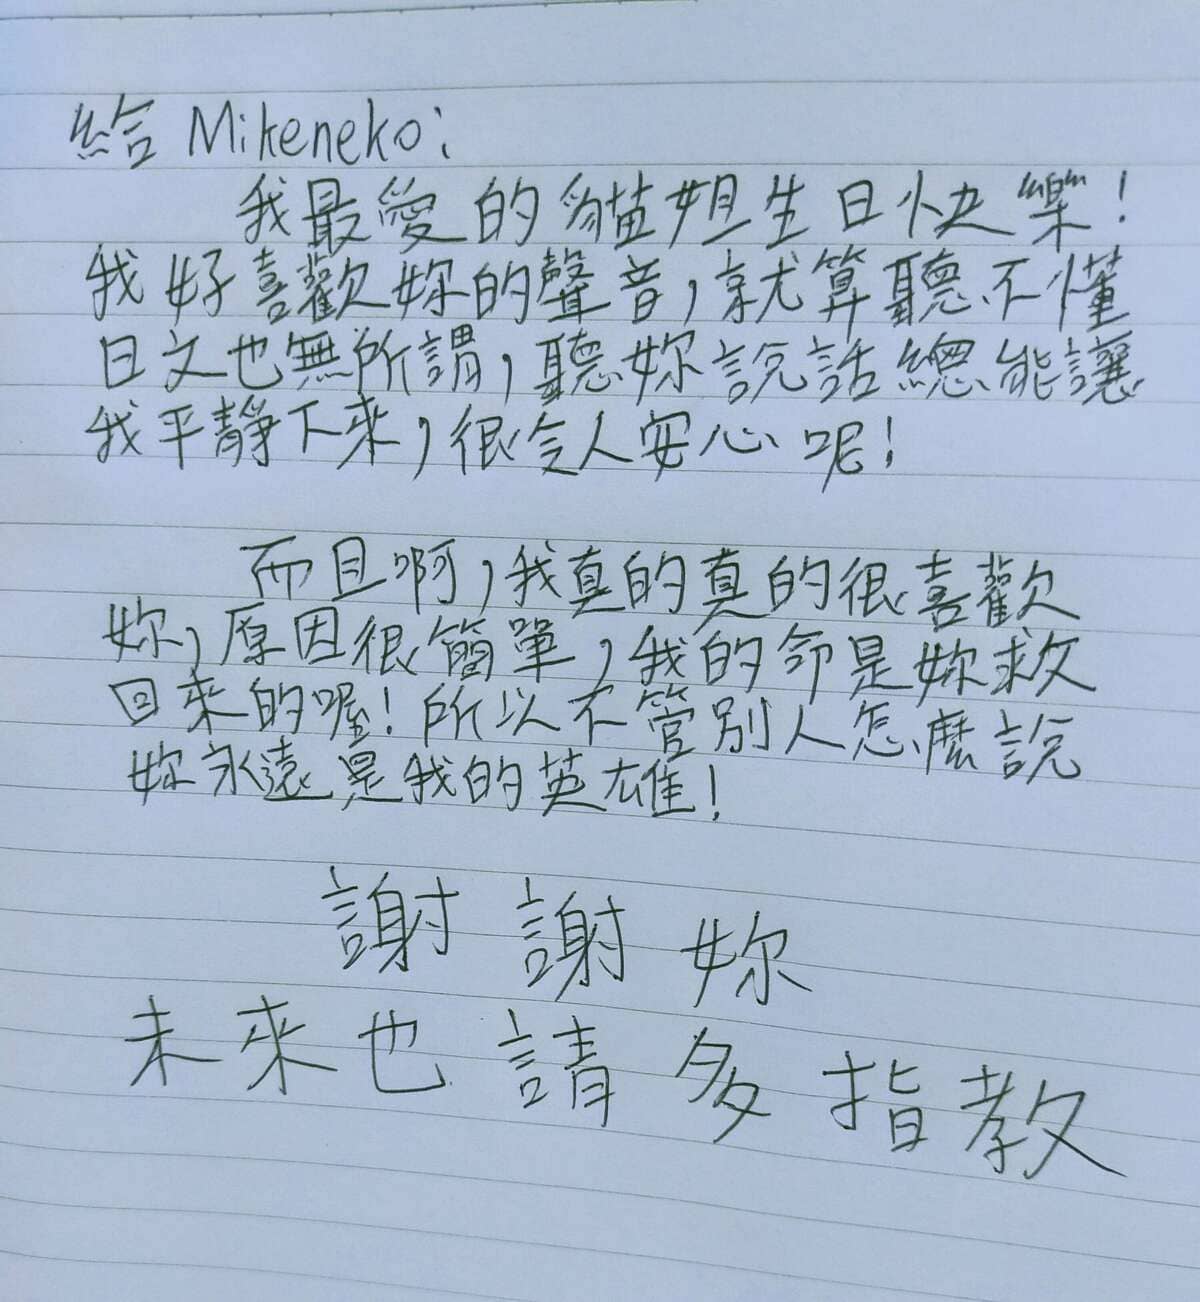 給 Mikeneko:
我最愛的貓妲生日快樂!
我好喜歡妳的聲音,就算聽不懂
日文也無所謂,聽妳說話總能讓
我平靜下來,很令人安心呢!
而且啊,我真的真的很喜歡
妳,原因很簡單,我的命是妳救
回來的喔!所以不管別人怎麼說
妳永遠是我的英雄!
謝謝妳
未來也請多指教